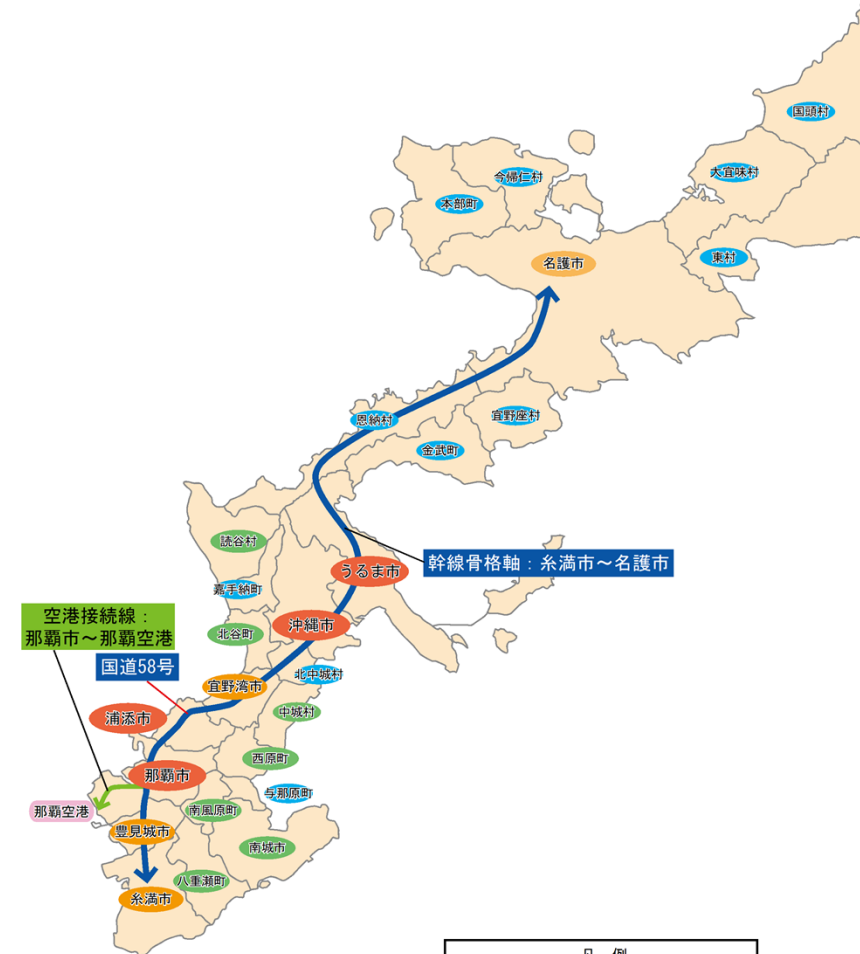 国頭村
大宜味村
今帰仁村
本部町
東村
名護市
恩納村
宜野座村
金武町
読谷村
幹線骨格軸：糸満市～名護市
うるま市
嘉手納町
空港接続線：
那覇市～那覇空港
沖縄市
北谷町
国道58号
北中城村
宜野湾市
中城村
浦添市
西原町
那覇市
与那原町
那覇空港
南風原町
豊見城市
南城市
八重瀬町
糸満市
凡 例